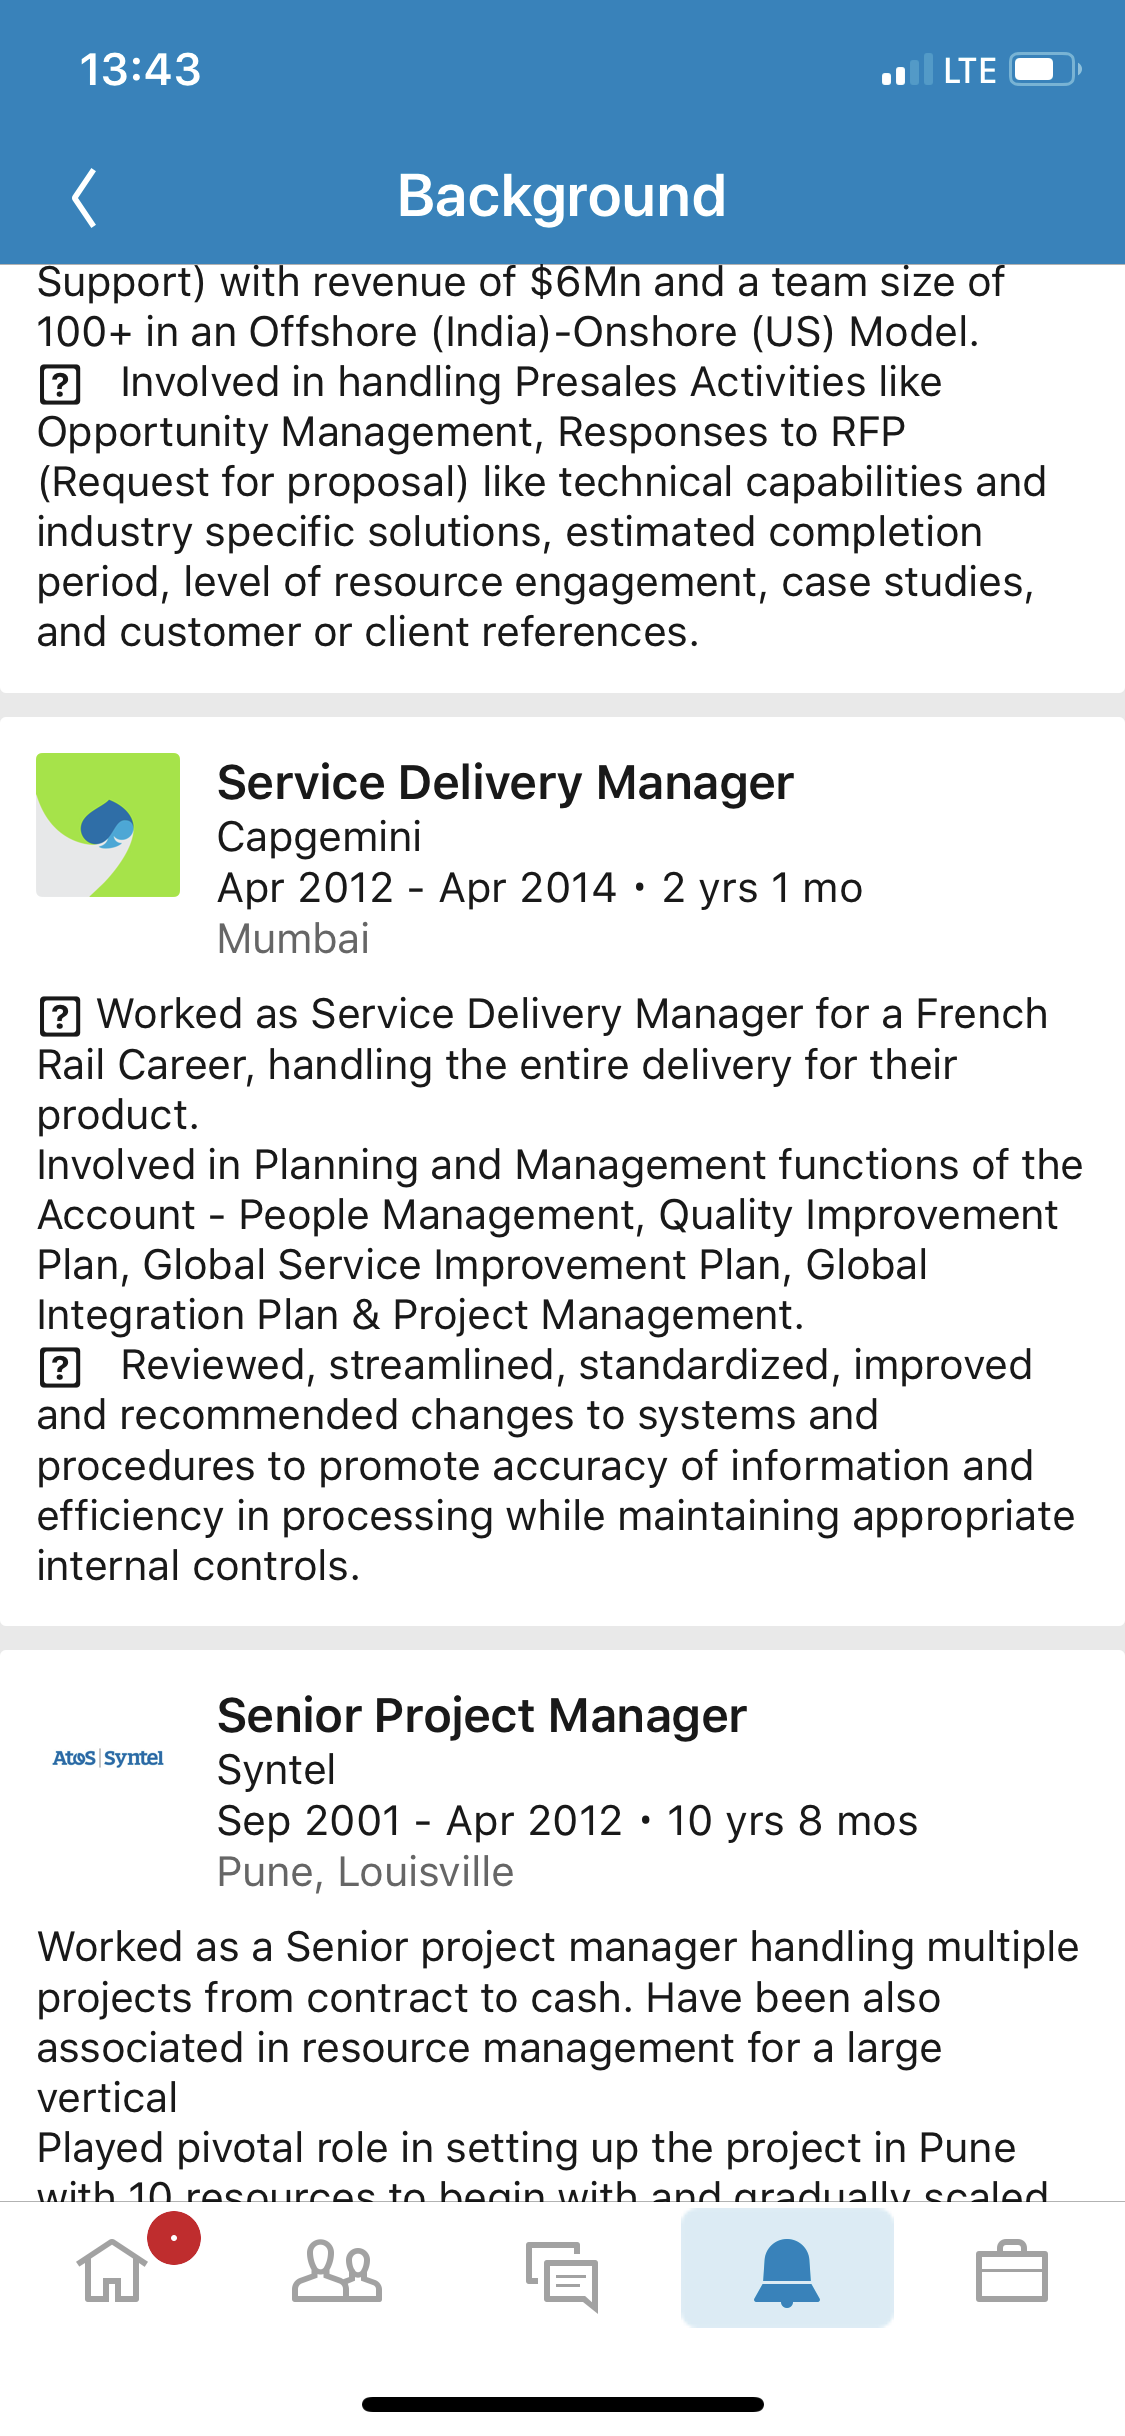 13:43
LTE
Background
Support) with revenue of $6Mn and a team size of
100+ in an Offshore (India)-Onshore (US) Model.
⍰ Involved in handling Presales Activities like
Opportunity Management, Responses to RFP
(Request for proposal) like technical capabilities and
industry specific solutions, estimated completion
period, level of resource engagement, case studies,
and customer or client references.
Service Delivery Manager
Capgemini
Apr 2012 - Apr 2014 • 2 yrs 1 mo
Mumbai
⍰ Worked as Service Delivery Manager for a French
Rail Career, handling the entire delivery for their
product.
Involved in Planning and Management functions of the
Account - People Management, Quality Improvement
Plan, Global Service Improvement Plan, Global
Integration Plan & Project Management.
⍰ Reviewed, streamlined, standardized, improved
and recommended changes to systems and
procedures to promote accuracy of information and
efficiency in processing while maintaining appropriate
internal controls.
Senior Project Manager
AtoS | Syntel
Syntel
Sep 2001 - Apr 2012 • 10 yrs 8 mos
Pune, Louisville
Worked as a Senior project manager handling multiple
projects from contract to cash. Have been also
associated in resource management for a large
vertical
Played pivotal role in setting up the project in Pune
with 10 resources to begin with and gradually scaled